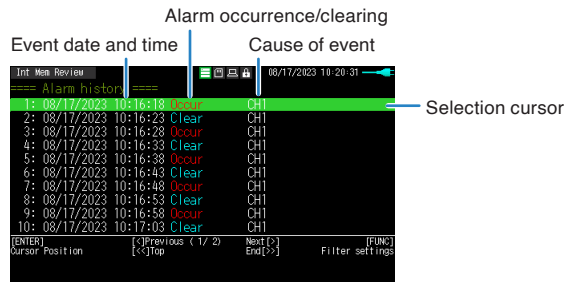 Alarm occurrence/clearing
Event date and time
Cause of event
Int Mem Review
08/17/2023 10:20:31
==== Alarm history ====
1: 08/17/2023 10:16:18 Occur CH1
Selection cursor
2: 08/17/2023 10:16:23 Clear CH1
3: 08/17/2023 10:16:28 Occur CH1
4: 08/17/2023 10:16:33 Clear CH1
5: 08/17/2023 10:16:38 Occur CH1
6: 08/17/2023 10:16:43 Clear CH1
7: 08/17/2023 10:16:48 Occur CH1
8: 08/17/2023 10:16:53 Clear CH1
9: 08/17/2023 10:16:58 Occur CH1
10: 08/17/2023 10:17:03 Clear CH1
[ENTER] [<]Previous ( 1/ 2) Next[>] [FUNC]
Cursor Position [<<]Top End[>>] Filter settings